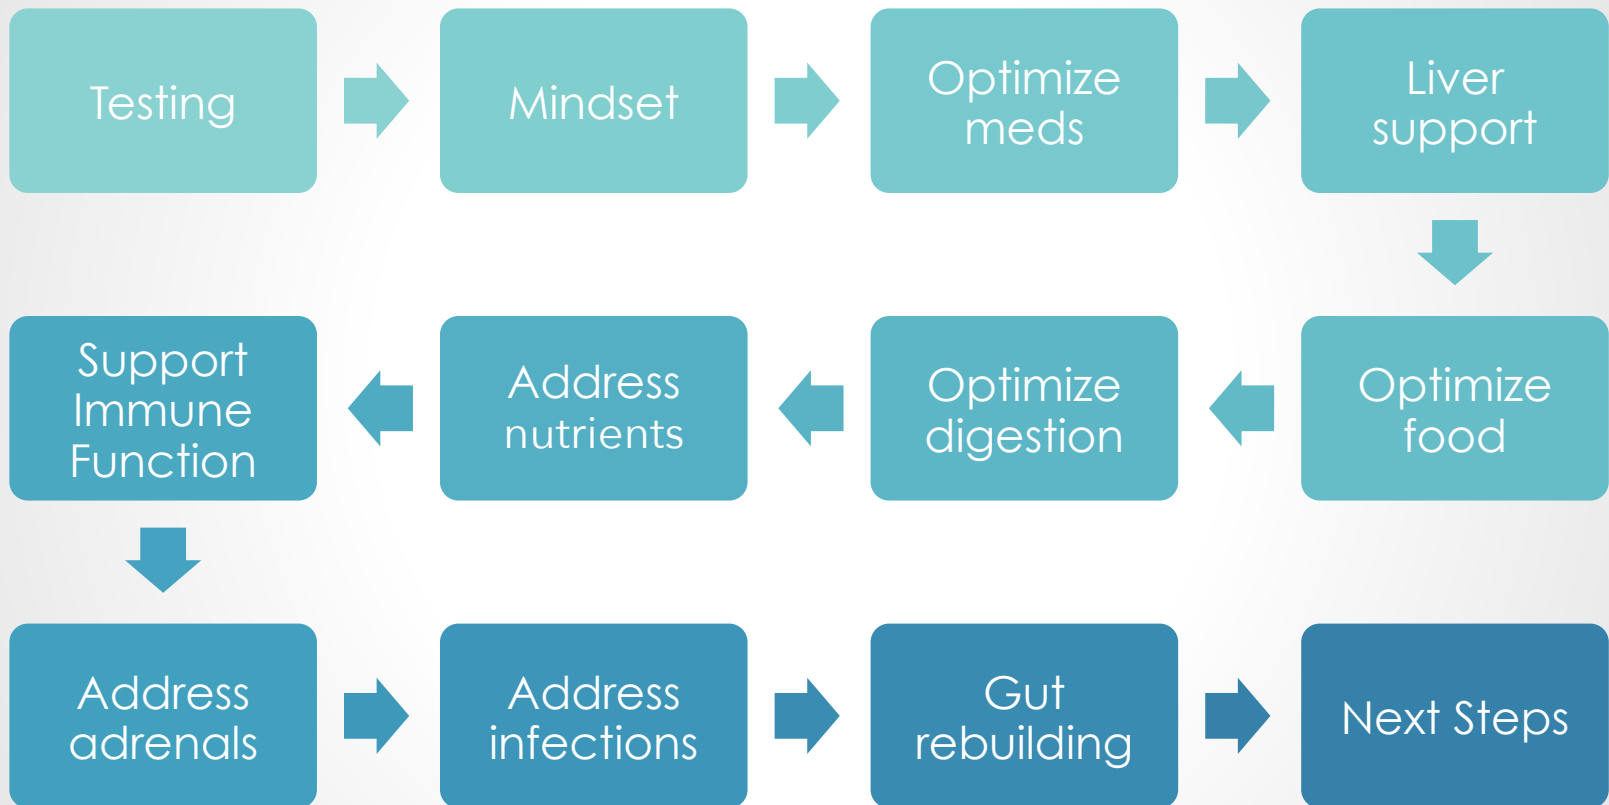 Testing
Mindset
Optimize
meds
Liver
support
Optimize
food
Optimize
digestion
Address
nutrients
Support
Immune
Function
Address
adrenals
Address
infections
Gut
rebuilding
Next Steps